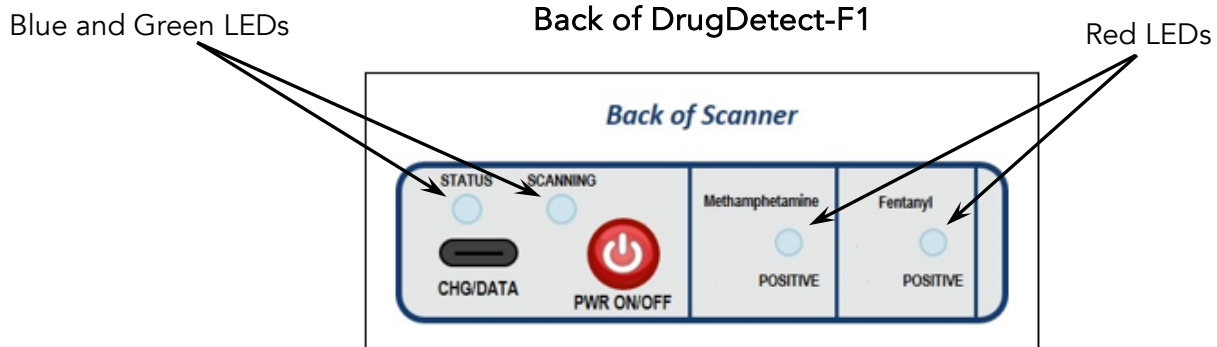 Back of DrugDetect-F1
Blue and Green LEDs
Red LEDs
Back of Scanner
STATUS
SCANNING
CHG/DATA
PWR ON/OFF
Methamphetamine
POSITIVE
Fentanyl
POSITIVE